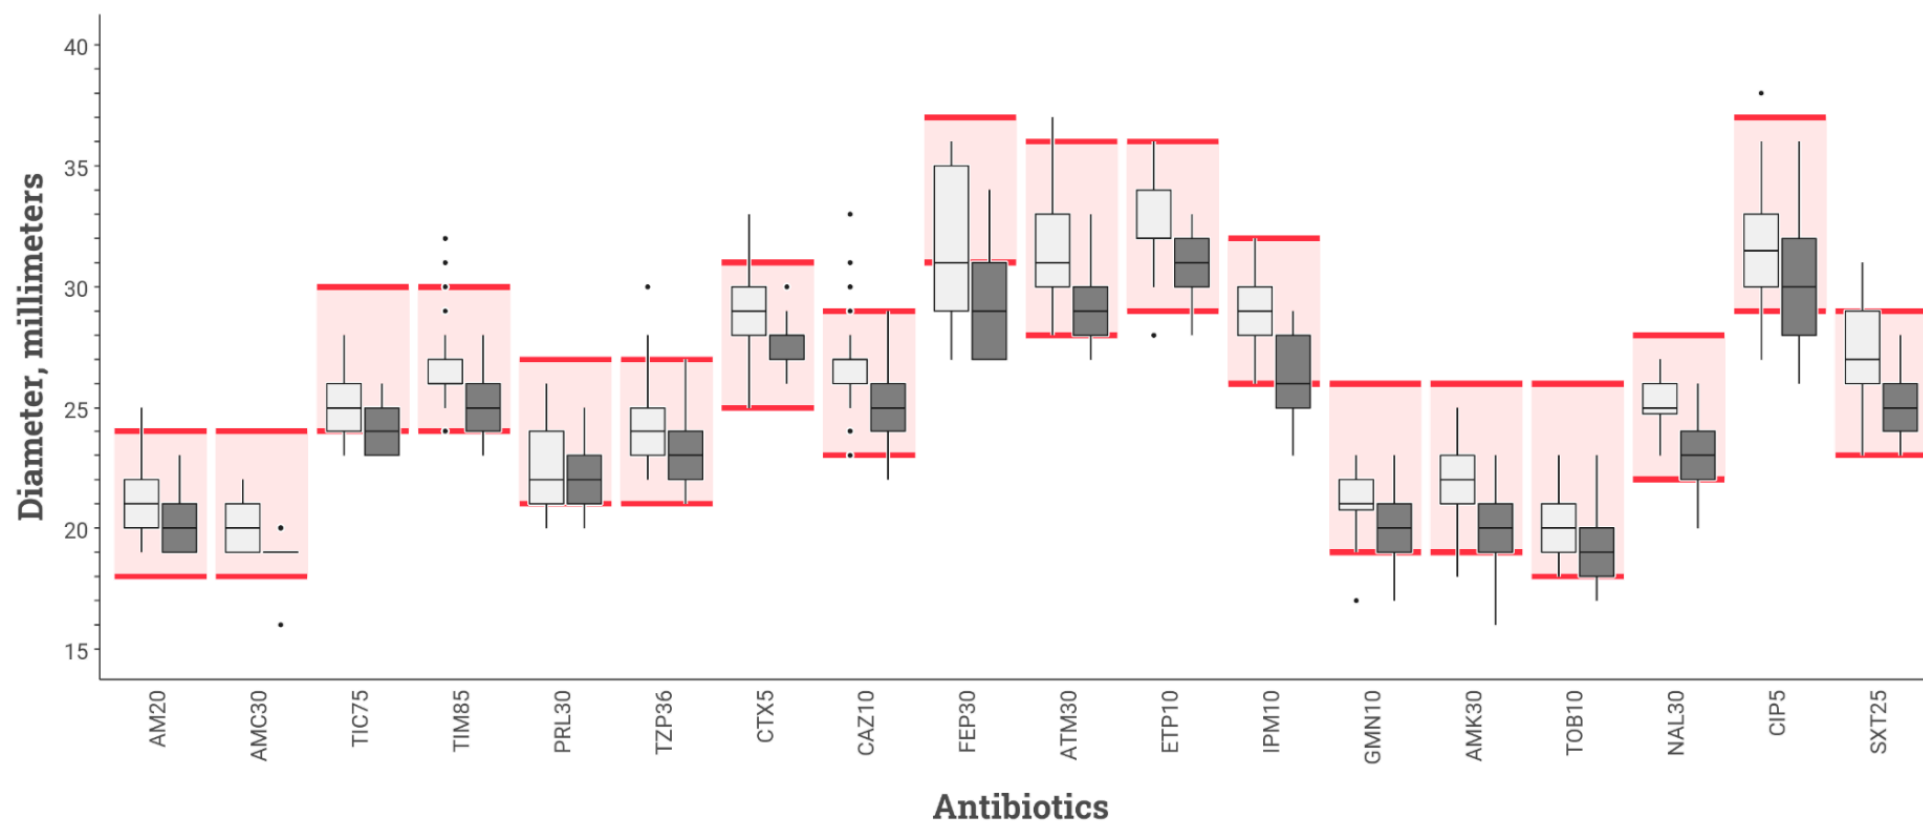 Diameter, millimeters
40
35
30
25
20
15
AM20
AMC30
TIC75
TIM85
PRL30
TZP36
CTX5
CAZ10
FEP30
ATM30
ETP10
IPM10
GMN10
AMK30
TOB10
NAL30
CIP5
SXT25
Antibiotics